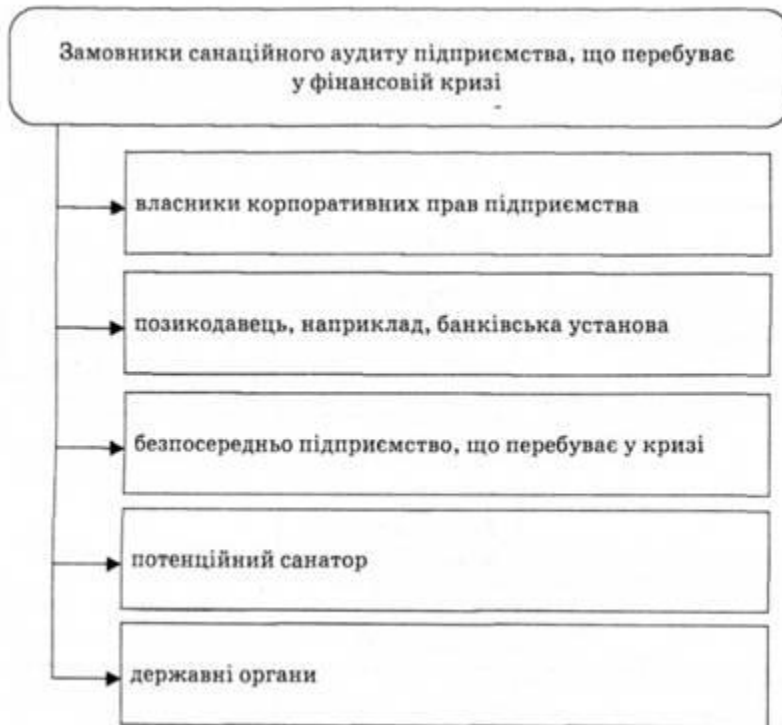 Замовники санаційного аудиту підприємства, що перебуває
у фінансовій кризі
власники корпоративних прав підприємства
позикодавець, наприклад, банківська установа
безпосередньо підприємство, що перебуває у кризі
потенційний санатор
державні органи